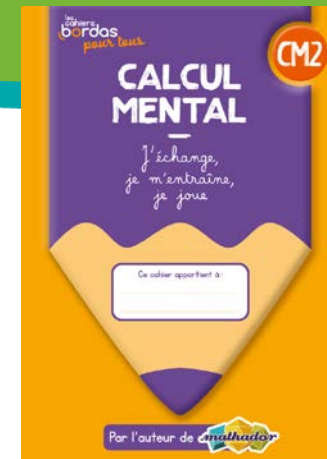 les
cahiers
bordas
pour tous
CM2
CALCUL
MENTAL
J'échange,
je m'entraîne,
je joue
Ce cahier appartient à :
Par l'auteur de mathador